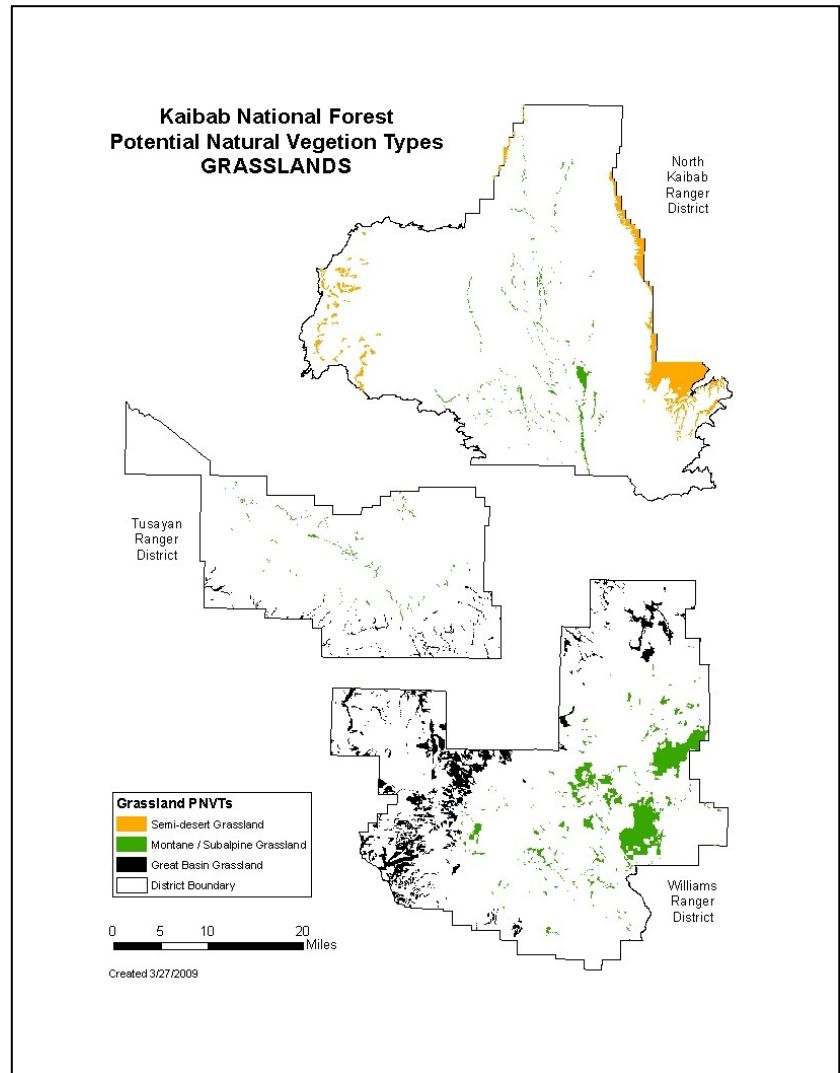 Kaibab National Forest
Potential Natural Vegetion Types
GRASSLANDS
North
Kaibab
Ranger
District
Tusayan
Ranger
District
Grassland PNVTs
Semi-desert Grassland
Montane / Subalpine Grassland
Great Basin Grassland
District Boundary
Williams
Ranger
District
0 5 10 20
Miles
Created 3/27/2009